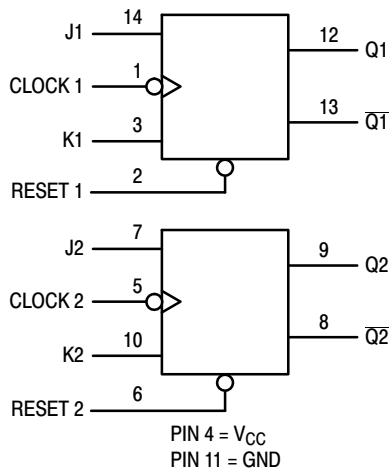 J1 14
12 Q1
CLOCK 1 1
13 Q1
K1 3
RESET 1 2
J2 7
9 Q2
CLOCK 2 5
8 Q2
K2 10
RESET 2 6
PIN 4 = VCC
PIN 11 = GND